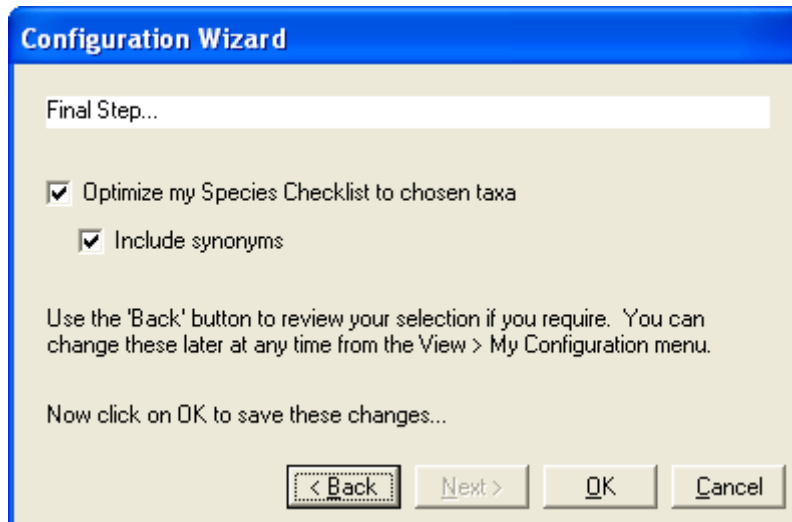 Configuration Wizard
Final Step...
Optimize my Species Checklist to chosen taxa
Include synonyms
Use the 'Back' button to review your selection if you require.  You can
change these later at any time from the View > My Configuration menu.
Now click on OK to save these changes...
< Back  Next >  OK  Cancel